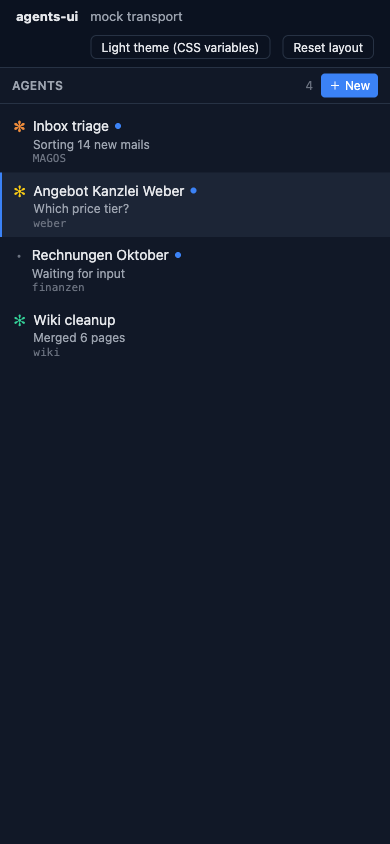 agents-ui mock transport
Light theme (CSS variables) Reset layout
AGENTS 4 + New
Inbox triage
Sorting 14 new mails
MAGOS
Angebot Kanzlei Weber
Which price tier?
weber
Rechnungen Oktober
Waiting for input
finanzen
Wiki cleanup
Merged 6 pages
wiki